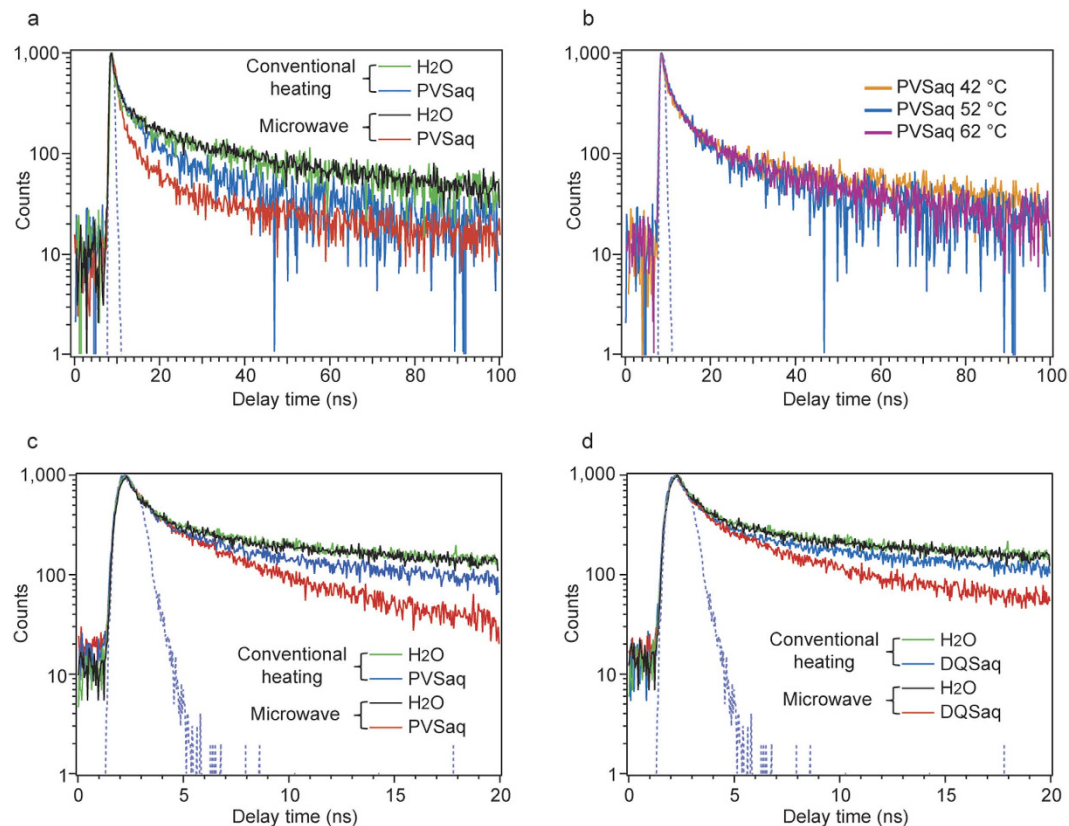 a
1,000
100
10
1
Counts
0 20 40 60 80 100
Delay time (ns)
Conventional heating
H2O
PVSaq
Microwave
H2O
PVSaq
b
1,000
100
10
1
Counts
0 20 40 60 80 100
Delay time (ns)
PVSaq 42 °C
PVSaq 52 °C
PVSaq 62 °C
c
1,000
100
10
1
Counts
0 5 10 15 20
Delay time (ns)
Conventional heating
H2O
PVSaq
Microwave
H2O
PVSaq
d
1,000
100
10
1
Counts
0 5 10 15 20
Delay time (ns)
Conventional heating
H2O
DQSaq
Microwave
H2O
DQSaq